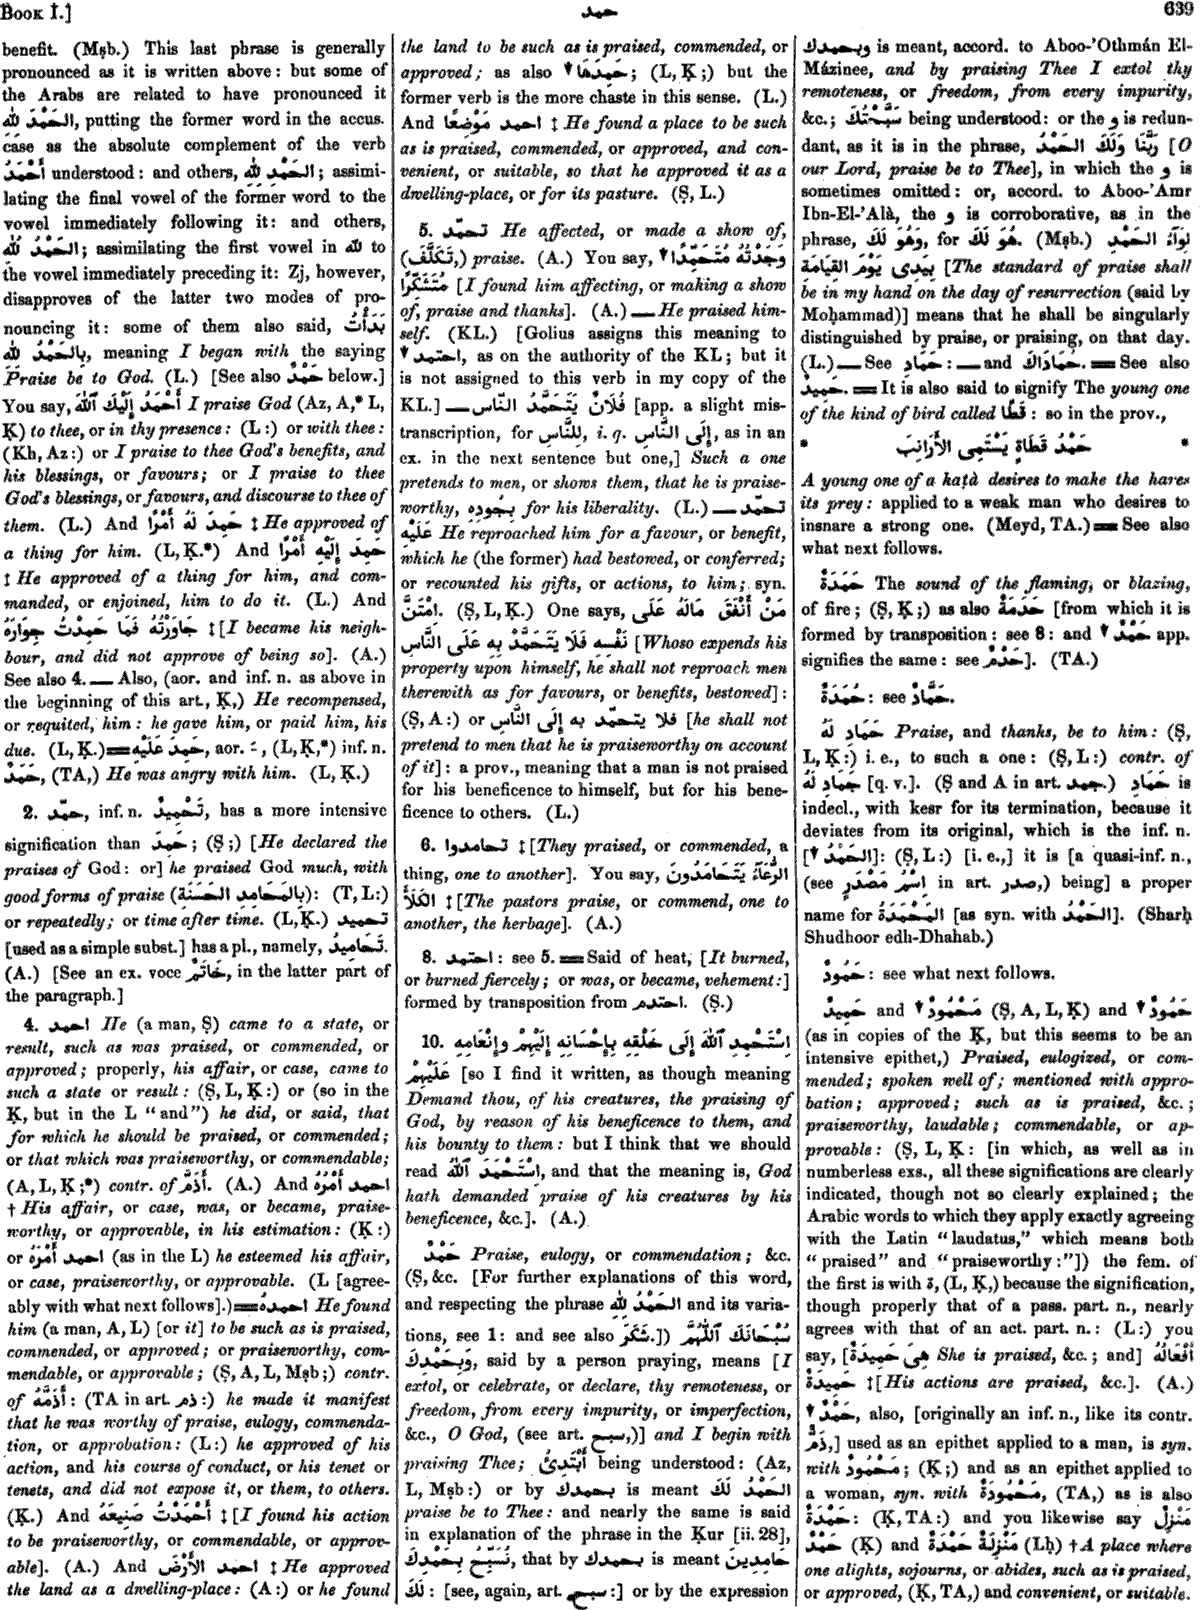 Book I.]
حمد
639
benefit. (Mṣb.) This last phrase is generally
pronounced as it is written above: but some of
the Arabs are related to have pronounced it
الحَمْدَ لِلّٰهِ, putting the former word in the accus.
case as the absolute complement of the verb
أَحْمَدُ understood: and others, الحَمْدِ لِلّٰهِ; assimi-
lating the final vowel of the former word to the
vowel immediately following it: and others,
الحَمْدُ لُلّٰهِ; assimilating the first vowel in لله to
the vowel immediately preceding it: Zj, however,
disapproves of the latter two modes of pro-
nouncing it: some of them also said, بَدَأْتُ
بِالحَمْدُ لِلّٰهِ, meaning I began with the saying
Praise be to God. (L.) [See also حَمْدٌ below.]
You say, أَحْمَدُ إِلَيْكَ ٱللّٰهَ I praise God (Az, A,* L,
Ḳ) to thee, or in thy presence: (L:) or with thee:
(Kh, Az:) or I praise to thee God's benefits, and
his blessings, or favours; or I praise to thee
God's blessings, or favours, and discourse to thee of
them. (L.) And حَمِدَ لَهُ أَمْرًا ‡ He approved of
a thing for him. (L, Ḳ.*) And حَمِدَ إِلَيْهِ أَمْرًا
‡ He approved of a thing for him, and com-
manded, or enjoined, him to do it. (L.) And
جَاوَرْتُهُ فَمَا حَمِدْتُ جِوَارَهُ ‡ [I became his neigh-
bour, and did not approve of being so]. (A.)
See also 4. — Also, (aor. and inf. n. as above in
the beginning of this art., Ḳ,) He recompensed,
or requited, him: he gave him, or paid him, his
due. (L, Ḳ.) = حَمِدَ عَلَيْهِ, aor. ـَ, (L, Ḳ,*) inf. n.
حَمَدٌ, (TA,) He was angry with him. (L, Ḳ.)
2. حمّد, inf. n. تَحْمِيدٌ, has a more intensive
signification than حَمِدَ; (Ṣ;) [He declared the
praises of God: or] he praised God much, with
good forms of praise (بِالمَحَامِدِ الحَسَنَةِ): (T, L:)
or repeatedly; or time after time. (L, Ḳ.) تحميد
[used as a simple subst.] has a pl., namely, تَحَامِيدُ.
(A.) [See an ex. voce خَاتَمٌ, in the latter part of
the paragraph.]
4. احمد He (a man, Ṣ) came to a state, or
result, such as was praised, or commended, or
approved; properly, his affair, or case, came to
such a state or result: (Ṣ, L, Ḳ:) or (so in the
Ḳ, but in the L "and") he did, or said, that
for which he should be praised, or commended;
or that which was praiseworthy, or commendable;
(A, L, Ḳ;*) contr. of أَذَمَّ. (A.) And احمد أَمْرُهُ
† His affair, or case, was, or became, praise-
worthy, or approvable, in his estimation: (Ḳ:)
or احمد أَمْرَهُ (as in the L) he esteemed his affair,
or case, praiseworthy, or approvable. (L [agree-
ably with what next follows].) = احمدهُ He found
him (a man, A, L) [or it] to be such as is praised,
commended, or approved; or praiseworthy, com-
mendable, or approvable; (Ṣ, A, L, Mṣb;) contr.
of أَذَمَّهُ: (TA in art. ذم:) he made it manifest
that he was worthy of praise, eulogy, commenda-
tion, or approbation: (L:) he approved of his
action, and his course of conduct, or his tenet or
tenets, and did not expose it, or them, to others.
(Ḳ.) And أَحْمَدْتُ صَنِيعَهُ ‡ [I found his action
to be praiseworthy, or commendable, or approv-
able]. (A.) And احمد الأَرْضَ ‡ He approved
the land as a dwelling-place: (A:) or he found
the land to be such as is praised, commended, or
approved; as also حَمِدَهَا▼; (L, Ḳ;) but the
former verb is the more chaste in this sense. (L.)
And احمد مَوْضِعًا ‡ He found a place to be such
as is praised, commended, or approved, and con-
venient, or suitable, so that he approved it as a
dwelling-place, or for its pasture. (Ṣ, L.)
5. تحمّد He affected, or made a show of,
(تَكَلَّفَ,) praise. (A.) You say, وَجَدْتُهُ مُتَحَمِّدًا▼
مُتَشَكِّرًا [I found him affecting, or making a show
of, praise and thanks]. (A.) — He praised him-
self. (KL.) [Golius assigns this meaning to
احتمد▼, as on the authority of the KL; but it
is not assigned to this verb in my copy of the
KL.] — فُلَانٌ يَتَحَمَّدُ النَّاسِ [app. a slight mis-
transcription, for لِلنَّاسِ, i. q. إِلَى النَّاسِ, as in an
ex. in the next sentence but one,] Such a one
pretends to men, or shows them, that he is praise-
worthy, بِجُودِهِ for his liberality. (L.) — تحمّد
عَلَيْهِ He reproached him for a favour, or benefit,
which he (the former) had bestowed, or conferred;
or recounted his gifts, or actions, to him; syn.
ٱمْتَنَّ. (Ṣ, L, Ḳ.) One says, مَنْ أَنْفَقَ مَالَهُ عَلَى
نَفْسِهِ فَلَا يَتَحَمَّدْ بِهِ عَلَى النَّاسِ [Whoso expends his
property upon himself, he shall not reproach men
therewith as for favours, or benefits, bestowed]:
(Ṣ, A:) or فلا يتحمّد به إِلَى النَّاسِ [he shall not
pretend to men that he is praiseworthy on account
of it]: a prov., meaning that a man is not praised
for his beneficence to himself, but for his bene-
ficence to others. (L.)
6. تحامدوا ‡ [They praised, or commended, a
thing, one to another]. You say, الرُّعَاةُ يَتَحَامَدُونَ
الكَلَأَ ‡ [The pastors praise, or commend, one to
another, the herbage]. (A.)
8. احتمد: see 5. = Said of heat, [It burned,
or burned fiercely; or was, or became, vehement:]
formed by transposition from احتدم. (Ṣ.)
10. اِسْتَحْمِدِ ٱللّٰهَ إِلَى خَلْقِهِ بِإِحْسَانِهِ إِلَيْهِمْ وإِنْعَامِهِ
عَلَيْهِمْ [so I find it written, as though meaning
Demand thou, of his creatures, the praising of
God, by reason of his beneficence to them, and
his bounty to them: but I think that we should
read اِسْتَحْمَدَ ٱللّٰهُ, and that the meaning is, God
hath demanded praise of his creatures by his
beneficence, &c.]. (A.)
حَمْدٌ Praise, eulogy, or commendation; &c.
(Ṣ, &c. [For further explanations of this word,
and respecting the phrase الحَمْدُ لِلّٰهِ and its varia-
tions, see 1: and see also شَكَرَ.]) سُبْحَانَكَ ٱللّٰهُمَّ
وَبِحَمْدِكَ, said by a person praying, means [I
extol, or celebrate, or declare, thy remoteness, or
freedom, from every impurity, or imperfection,
&c., O God, (see art. سبح,)] and I begin with
praising Thee; أَبْتَدِئُ being understood: (Az,
L, Mṣb:) or by بحمدك is meant الحَمْدُ لَكَ
praise be to Thee: and nearly the same is said
in explanation of the phrase in the Ḳur [ii. 28],
نُسَبِّحُ بِحَمْدِكَ, that by بحمدك is meant حَامِدِينَ
لَكَ: [see, again, art. سبح:] or by the expression
وبحمدك is meant, accord. to Aboo-'Othmán El-
Mázinee, and by praising Thee I extol thy
remoteness, or freedom, from every impurity,
&c.; سَبَّحْتُكَ being understood: or the و is redun-
dant, as it is in the phrase, رَبَّنَا وَلَكَ الحَمْدُ [O
our Lord, praise be to Thee], in which the و is
sometimes omitted: or, accord. to Aboo-'Amr
Ibn-El-'Alà, the و is corroborative, as in the
phrase, وَهُوَ لَكَ, for هُوَ لَكَ. (Mṣb.) لِوَآءُ الحَمْدِ
بِيَدِى يَوْمَ القِيَامَةِ [The standard of praise shall
be in my hand on the day of resurrection (said by
Moḥammad)] means that he shall be singularly
distinguished by praise, or praising, on that day.
(L.) — See حَمَادِ: — and حُمَادَاكَ. = See also
حَمِيدٌ. = It is also said to signify The young one
of the kind of bird called قَطًا: so in the prov.,
* حَمْدُ قَطَاةٍ يَسْتَمِى الأَرَانِبَ *
A young one of a ḳaṭà desires to make the hares
its prey: applied to a weak man who desires to
insnare a strong one. (Meyd, TA.) = See also
what next follows.
حَمَدَةٌ The sound of the flaming, or blazing,
of fire; (Ṣ, Ḳ;) as also حَدَمَةٌ [from which it is
formed by transposition: see 8: and حَمْدٌ▼ app.
signifies the same: see حَدْمٌ]. (TA.)
حُمَدَةٌ: see حَمَّادٌ.
حَمَادِ لَهُ Praise, and thanks, be to him: (Ṣ,
L, Ḳ:) i. e., to such a one: (Ṣ, L:) contr. of
جَمَادِ لَهُ [q. v.]. (Ṣ and A in art. جمد.) حَمَادِ is
indecl., with kesr for its termination, because it
deviates from its original, which is the inf. n.
[الحَمْدُ▼]: (Ṣ, L:) [i. e.,] it is [a quasi-inf. n.,
(see اِسْمُ مَصْدَرٍ in art. صدر,) being] a proper
name for المَحْمَدَةُ [as syn. with الحَمْدُ]. (Sharḥ
Shudhoor edh-Dhahab.)
حَمُودٌ: see what next follows.
حَمِيدٌ and مَحْمُودٌ▼ (Ṣ, A, L, Ḳ) and حَمُودٌ▼
(as in copies of the Ḳ, but this seems to be an
intensive epithet,) Praised, eulogized, or com-
mended; spoken well of; mentioned with appro-
bation; approved; such as is praised, &c.;
praiseworthy, laudable; commendable, or ap-
provable: (Ṣ, L, Ḳ: [in which, as well as in
numberless exs., all these significations are clearly
indicated, though not so clearly explained; the
Arabic words to which they apply exactly agreeing
with the Latin "laudatus," which means both
"praised" and "praiseworthy:"]) the fem. of
the first is with ة, (L, Ḳ,) because the signification,
though properly that of a pass. part. n., nearly
agrees with that of an act. part. n.: (L:) you
say, [هِىَ حَمِيدَةٌ She is praised, &c.; and] أَفْعَالُهُ
حَمِيدَةٌ ‡ [His actions are praised, &c.]. (A.)
حَمْدٌ▼, also, [originally an inf. n., like its contr.
ذَمٌّ,] used as an epithet applied to a man, is syn.
with مَحْمُودٌ; (Ḳ;) and as an epithet applied to
a woman, syn. with مَحْمُودَةٌ, (TA,) as is also
حَمْدَةٌ: (Ḳ, TA:) and you likewise say مَنْزِلٌ
حَمْدٌ (Ḳ) and مَنْزِلَةٌ حَمْدَةٌ (Lḥ) † A place where
one alights, sojourns, or abides, such as is praised,
or approved, (Ḳ, TA,) and convenient, or suitable.